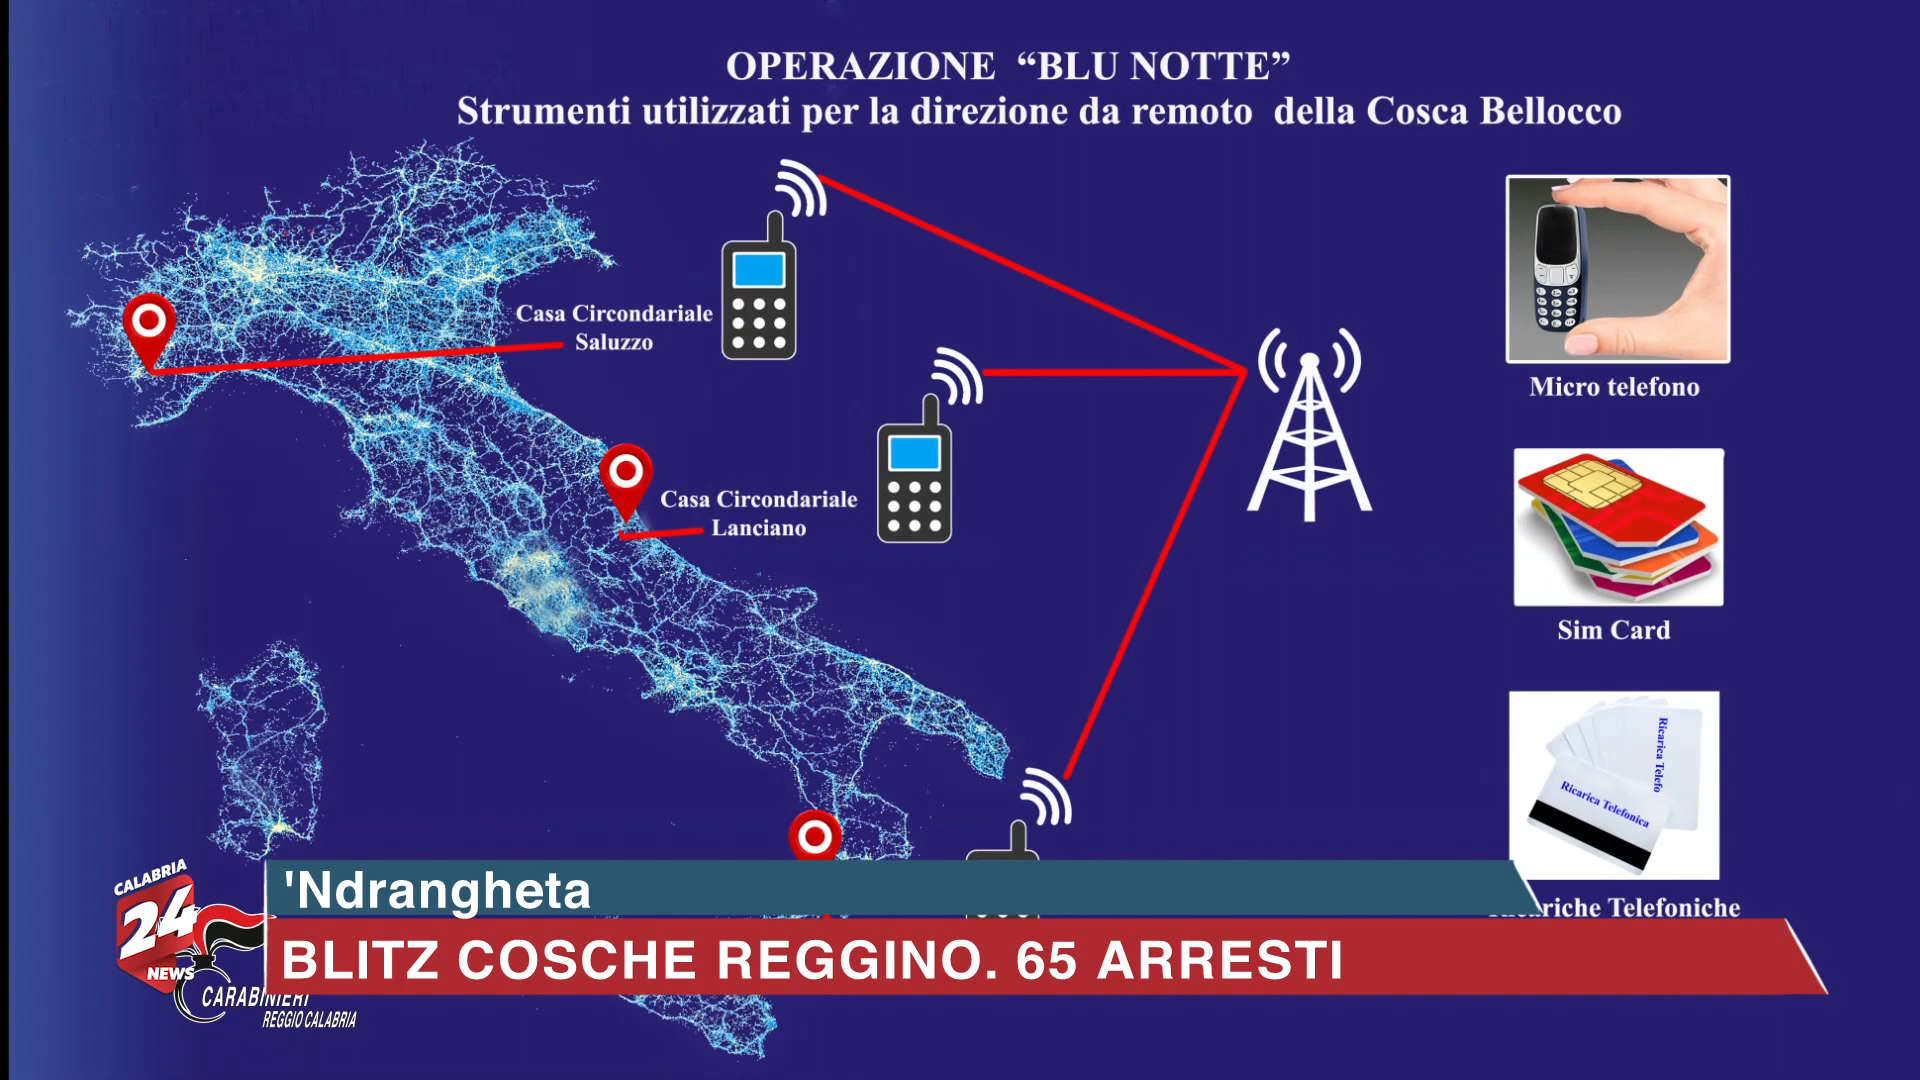 OPERAZIONE “BLU NOTTE”
Strumenti utilizzati per la direzione da remoto della Cosca Bellocco
Casa Circondariale
Saluzzo
Casa Circondariale
Lanciano
Micro telefono
Sim Card
Ricarica Telefo
Ricarica Telefonica
Ricariche Telefoniche
'Ndrangheta
BLITZ COSCHE REGGINO. 65 ARRESTI
CALABRIA
24
NEWS
CARABINIERI
REGGIO CALABRIA